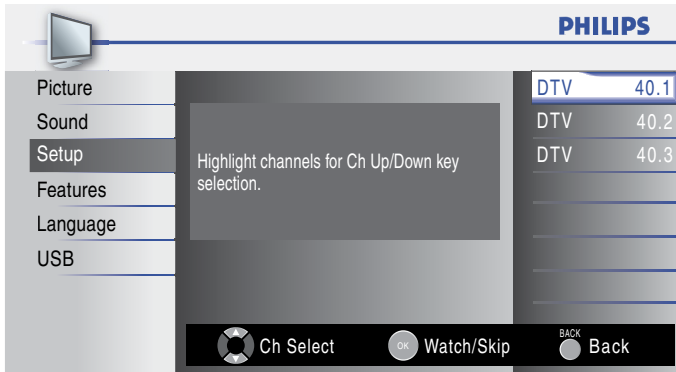 PHILIPS
Picture
Sound
Setup
Features
Language
USB
Highlight channels for Ch Up/Down key
selection.
DTV 40.1
DTV 40.2
DTV 40.3
Ch Select
OK Watch/Skip
BACK Back